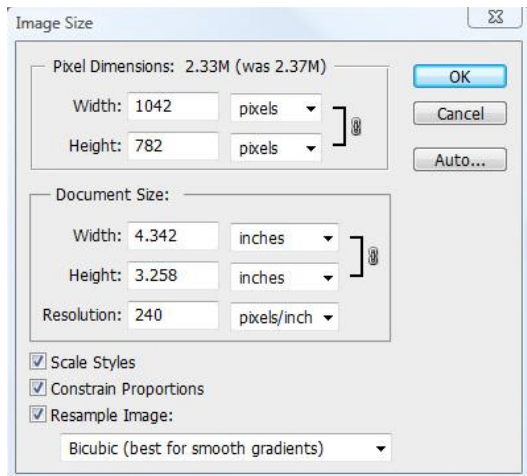 Image Size
Pixel Dimensions: 2.33M (was 2.37M)
OK
Width: 1042 pixels
Cancel
Height: 782 pixels
Auto...
Document Size:
Width: 4.342 inches
Height: 3.258 inches
Resolution: 240 pixels/inch
Scale Styles
Constrain Proportions
Resample Image:
Bicubic (best for smooth gradients)